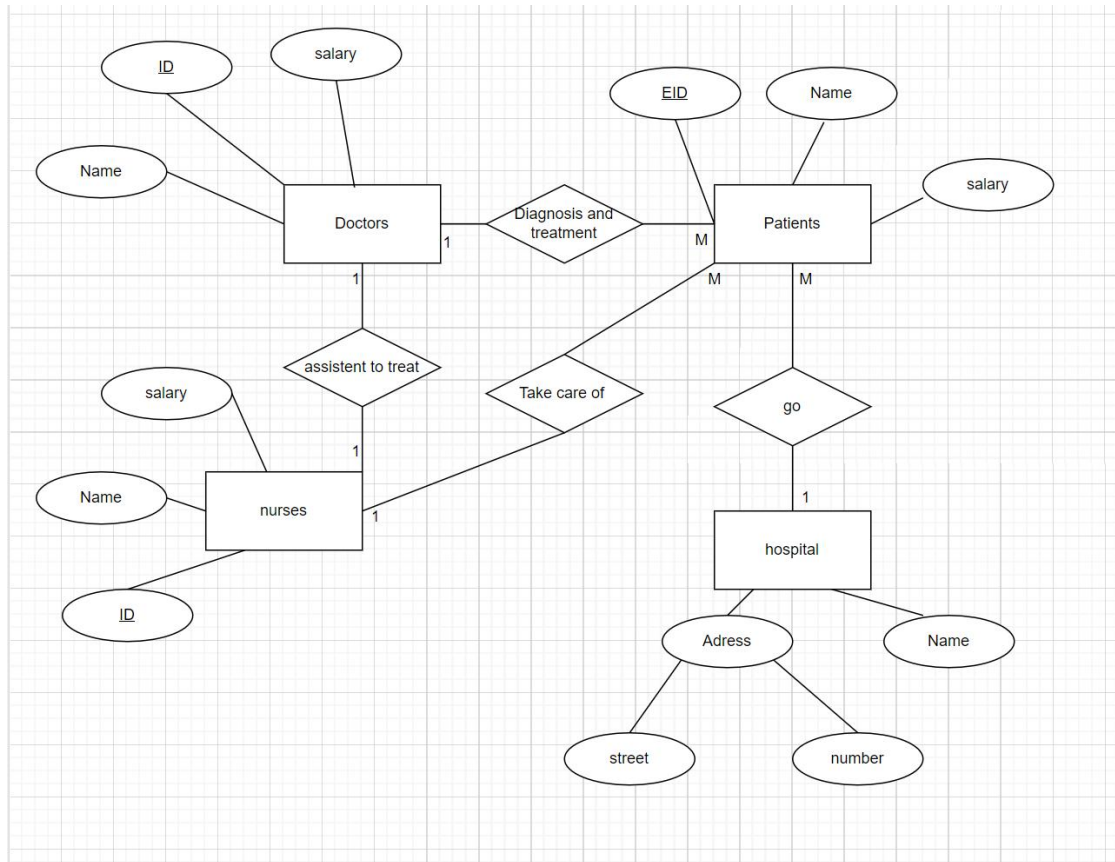 salary
ID
EID
Name
Name
salary
Doctors
Diagnosis and
treatment
Patients
1
M
1
M
M
assistent to treat
salary
Take care of
go
1
Name
1
1
nurses
hospital
ID
Adress
Name
street
number